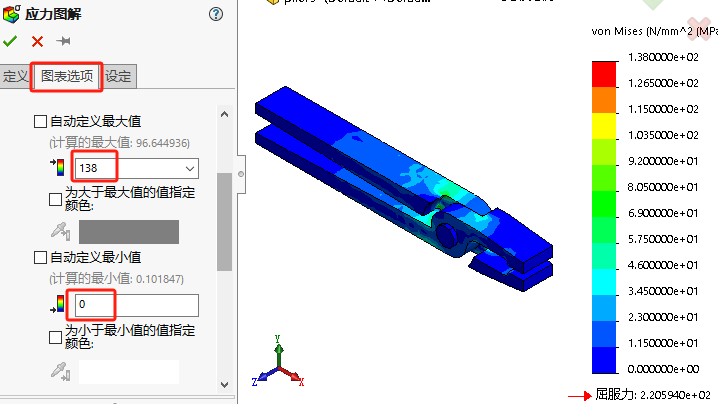 应力图解
定义
图表选项
设定
自动定义最大值
(计算的最大值: 96.644936)
138
为大于最大值的值指定
颜色:
自动定义最小值
(计算的最小值: 0.101847)
0
为小于最小值的值指定
颜色:
von Mises (N/mm^2 (MPa
1.380000e+02
1.265000e+02
1.150000e+02
1.035000e+02
9.200000e+01
8.050000e+01
6.900000e+01
5.750000e+01
4.600000e+01
3.450000e+01
2.300000e+01
1.150000e+01
0.000000e+00
屈服力: 2.205940e+02
Y
Z
X